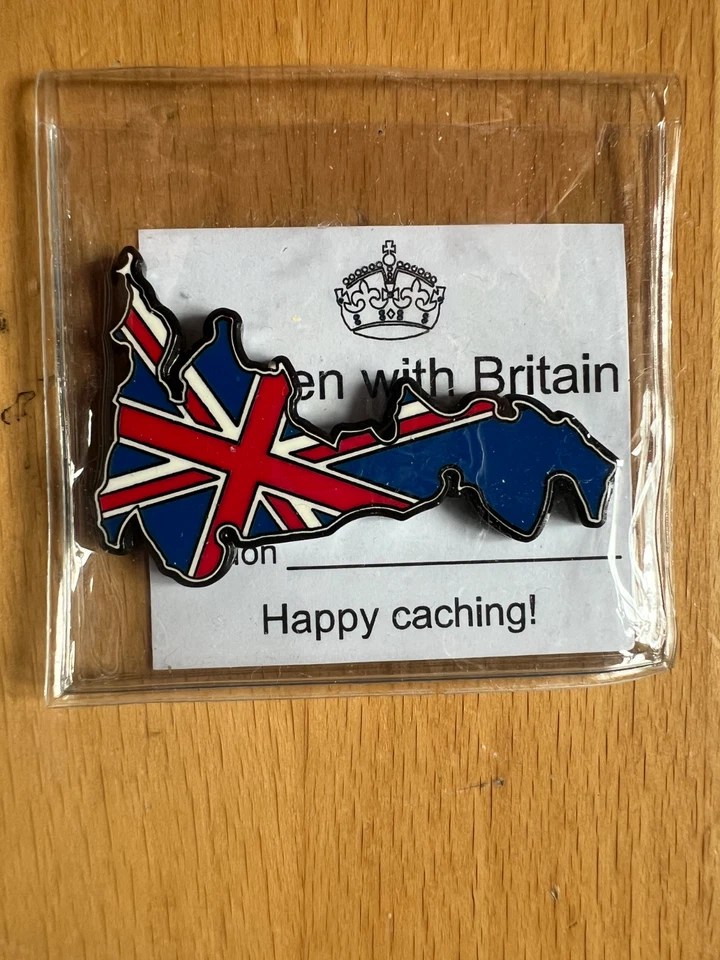 en with Britain
ion
Happy caching!